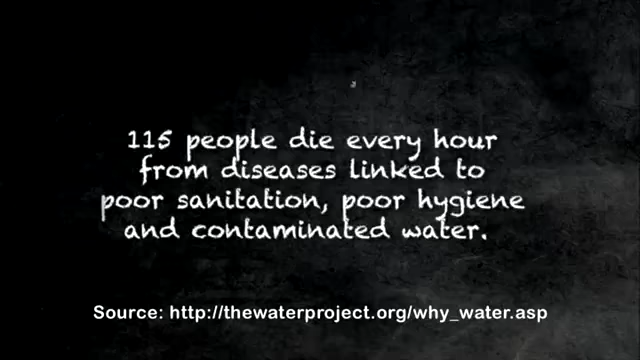 115 people die every hour
from diseases linked to
poor sanitation, poor hygiene
and contaminated water.
Source: http://thewaterproject.org/why_water.asp